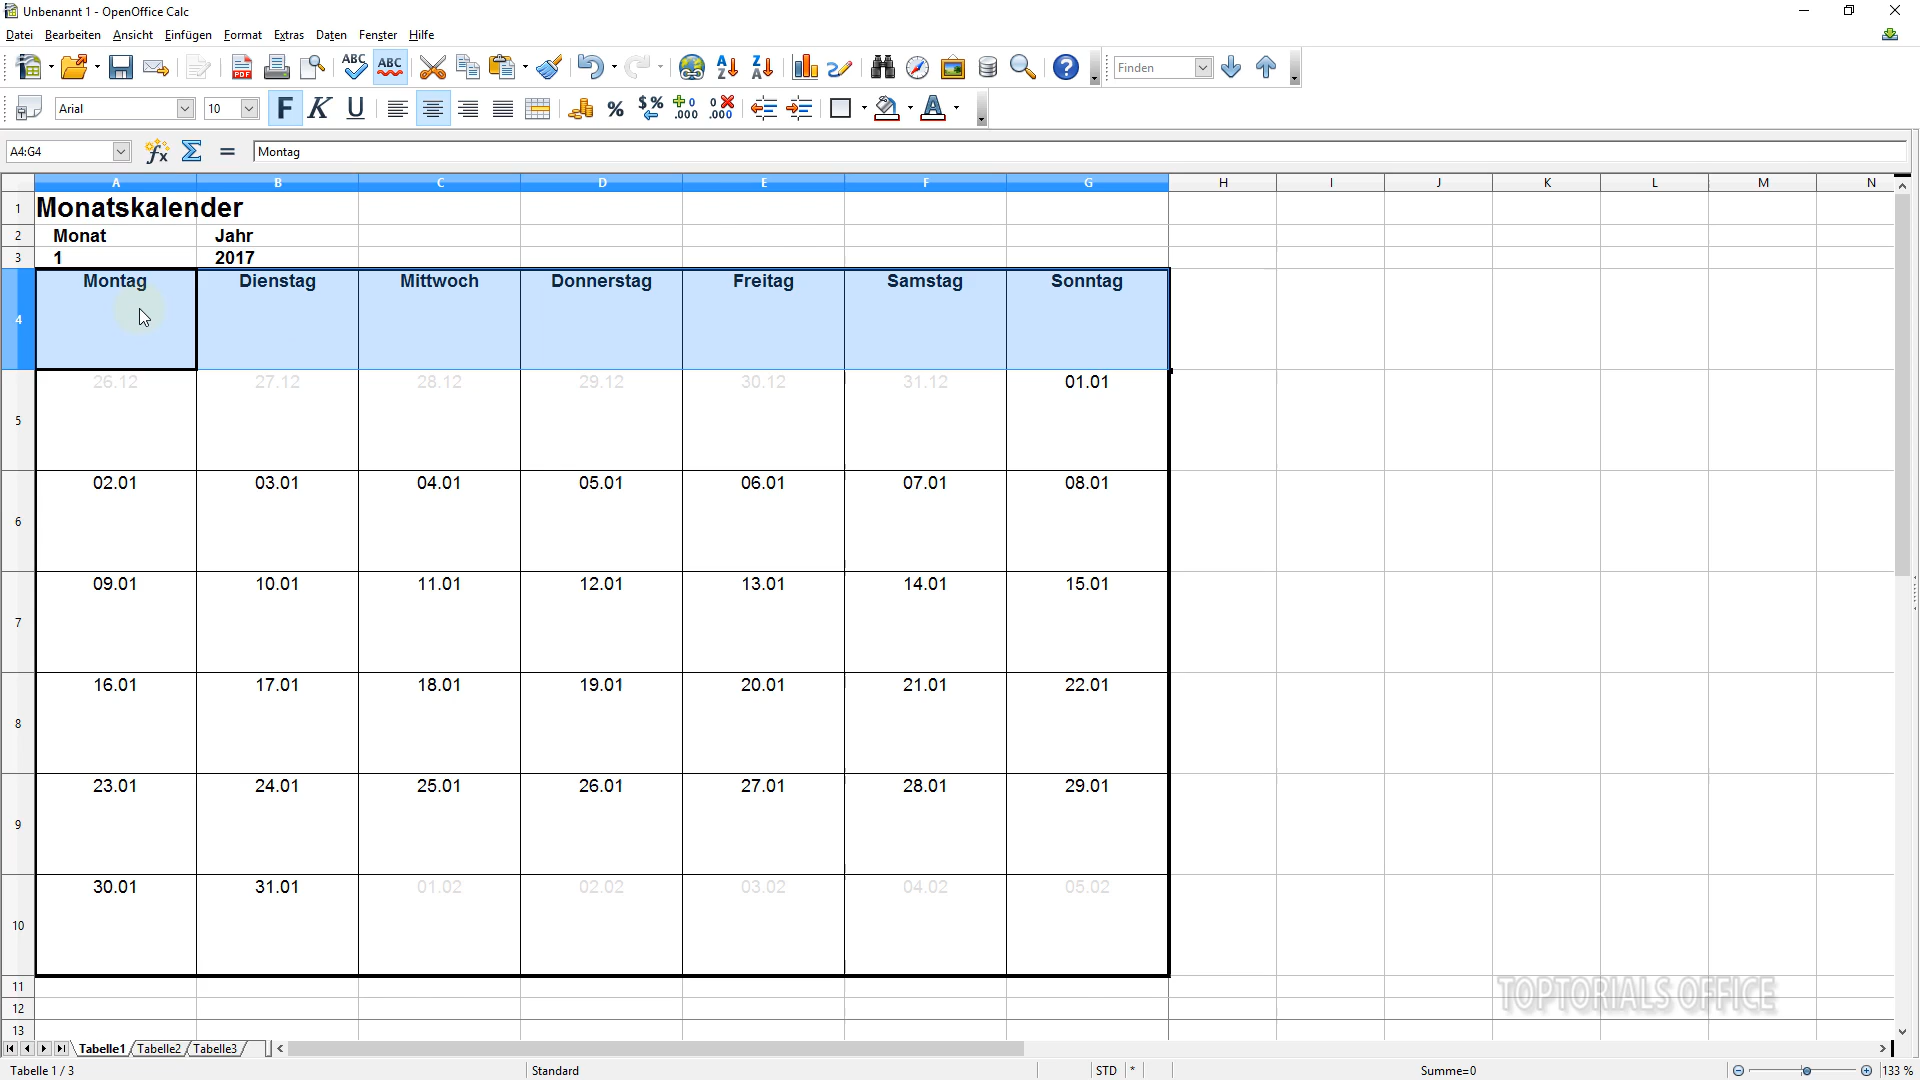 Unbenannt 1 - OpenOffice Calc
Datei Bearbeiten Ansicht Einfügen Format Extras Daten Fenster Hilfe
PDF ABC ABC A Z Z A ? Finden
Arial 10 F K U % $% .000 0 .000 A
A4:G4 fx Σ = Montag
A B C D E F G H I J K L M N
1 Monatskalender
2 Monat Jahr
3 1 2017
4 Montag Dienstag Mittwoch Donnerstag Freitag Samstag Sonntag
5 26.12 27.12 28.12 29.12 30.12 31.12 01.01
6 02.01 03.01 04.01 05.01 06.01 07.01 08.01
7 09.01 10.01 11.01 12.01 13.01 14.01 15.01
8 16.01 17.01 18.01 19.01 20.01 21.01 22.01
9 23.01 24.01 25.01 26.01 27.01 28.01 29.01
10 30.01 31.01 01.02 02.02 03.02 04.02 05.02
11
TOPTORIALS OFFICE
12
13
Tabelle1 Tabelle2 Tabelle3
Tabelle 1 / 3 Standard STD * Summe=0 133 %